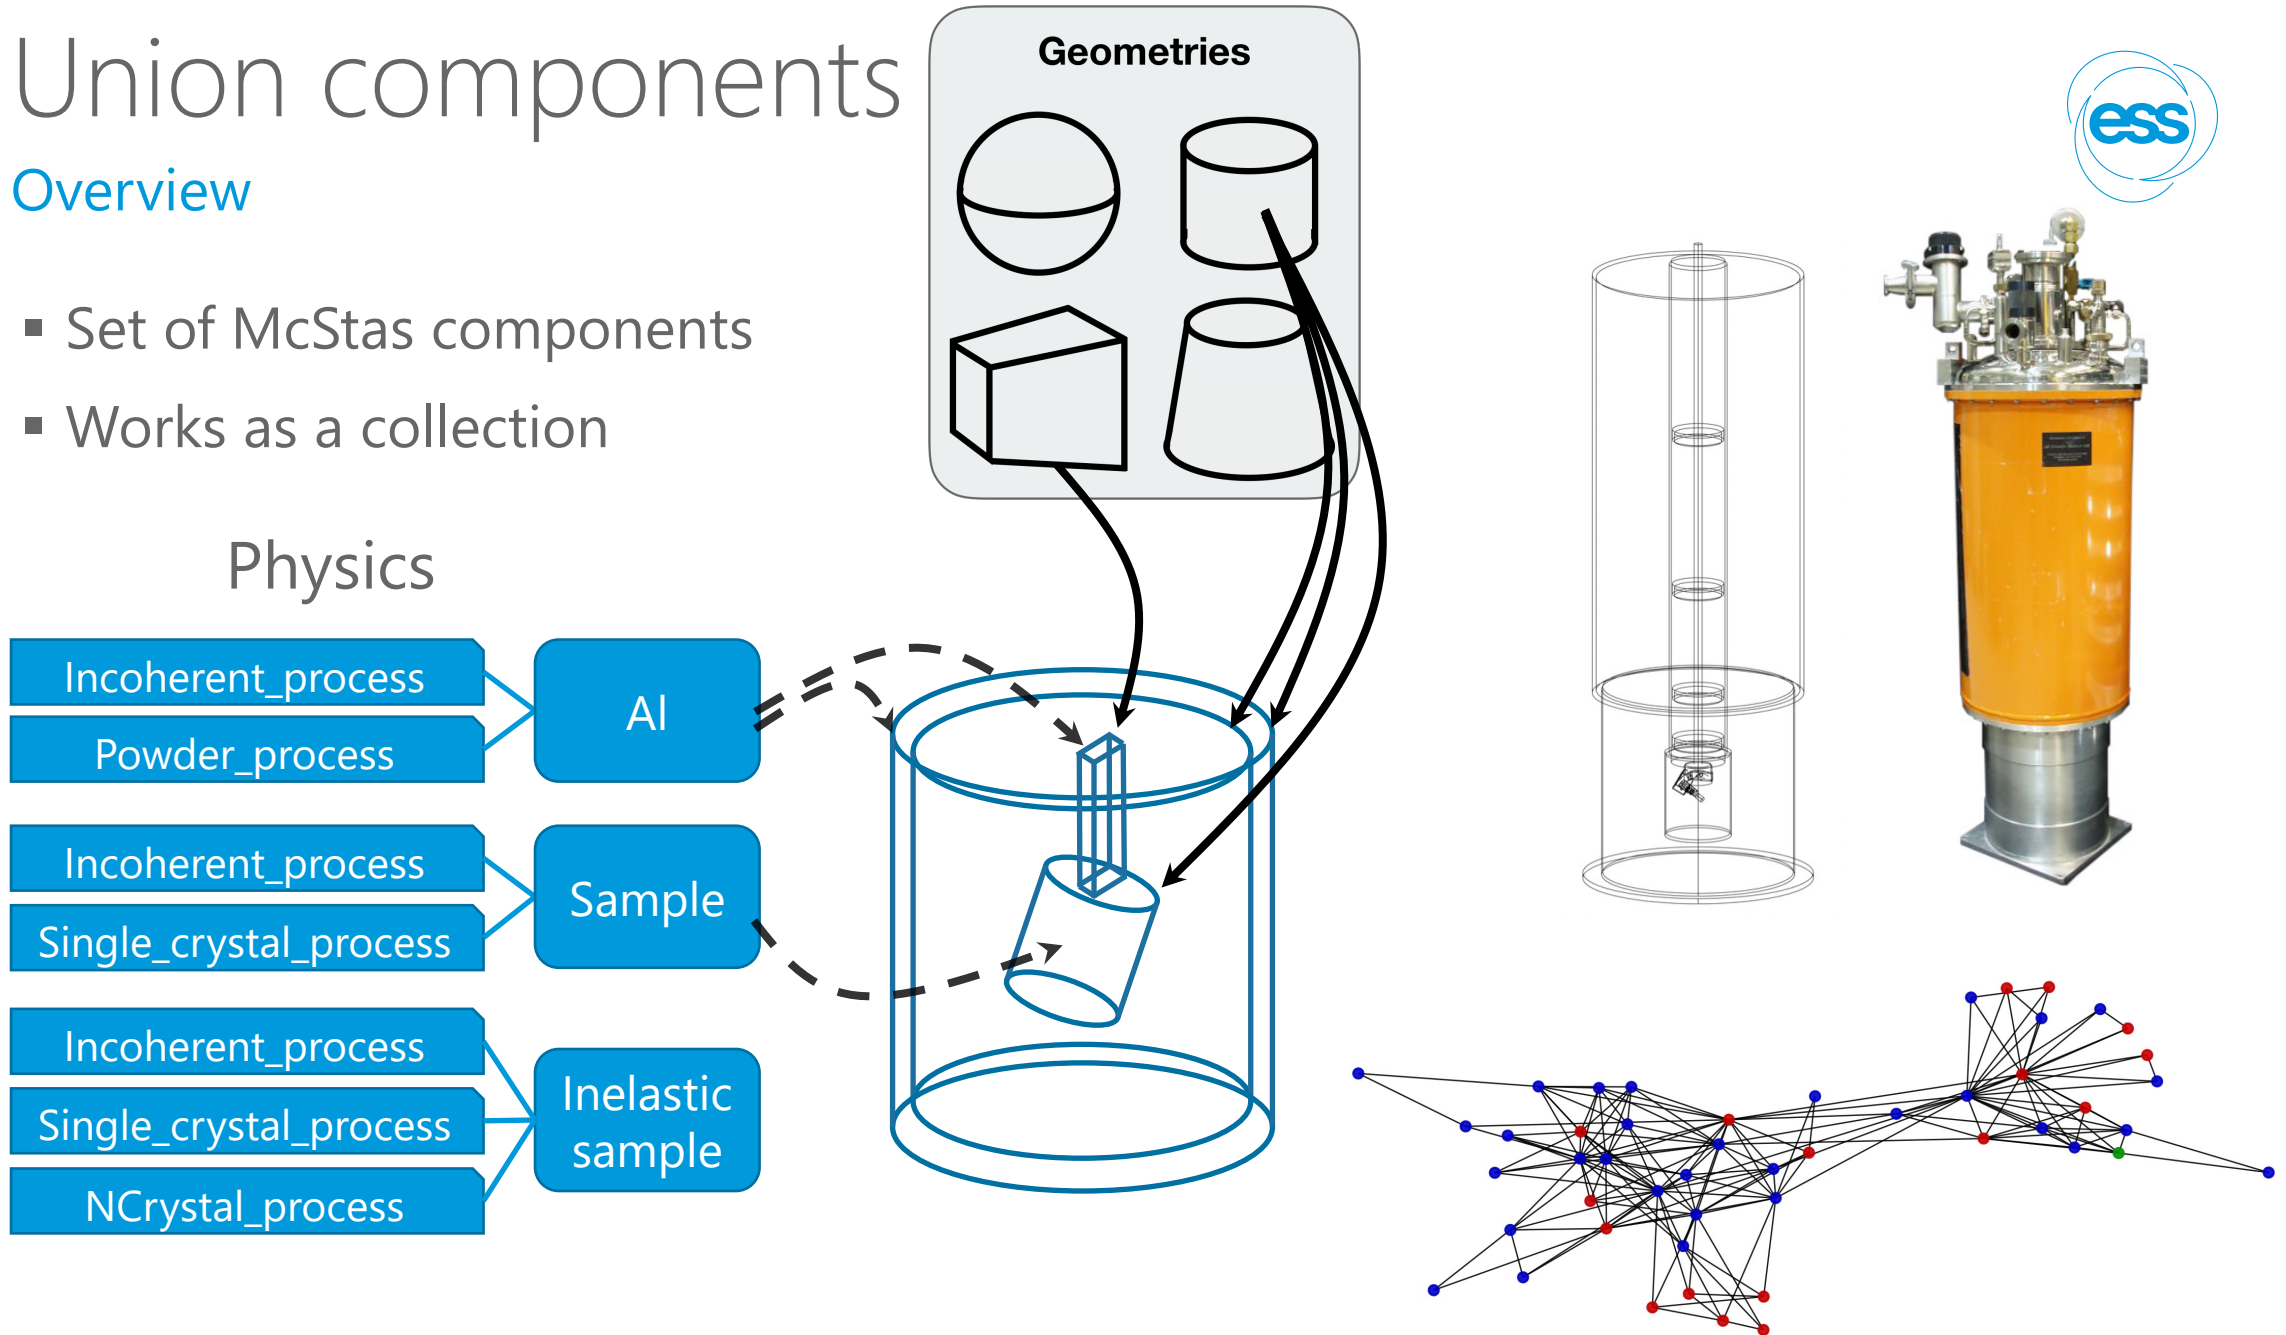 Union components
Overview
▪ Set of McStas components
▪ Works as a collection
Geometries
ess
Physics
Incoherent_process
Powder_process
Al
Incoherent_process
Single_crystal_process
Sample
Incoherent_process
Single_crystal_process
NCrystal_process
Inelastic
sample